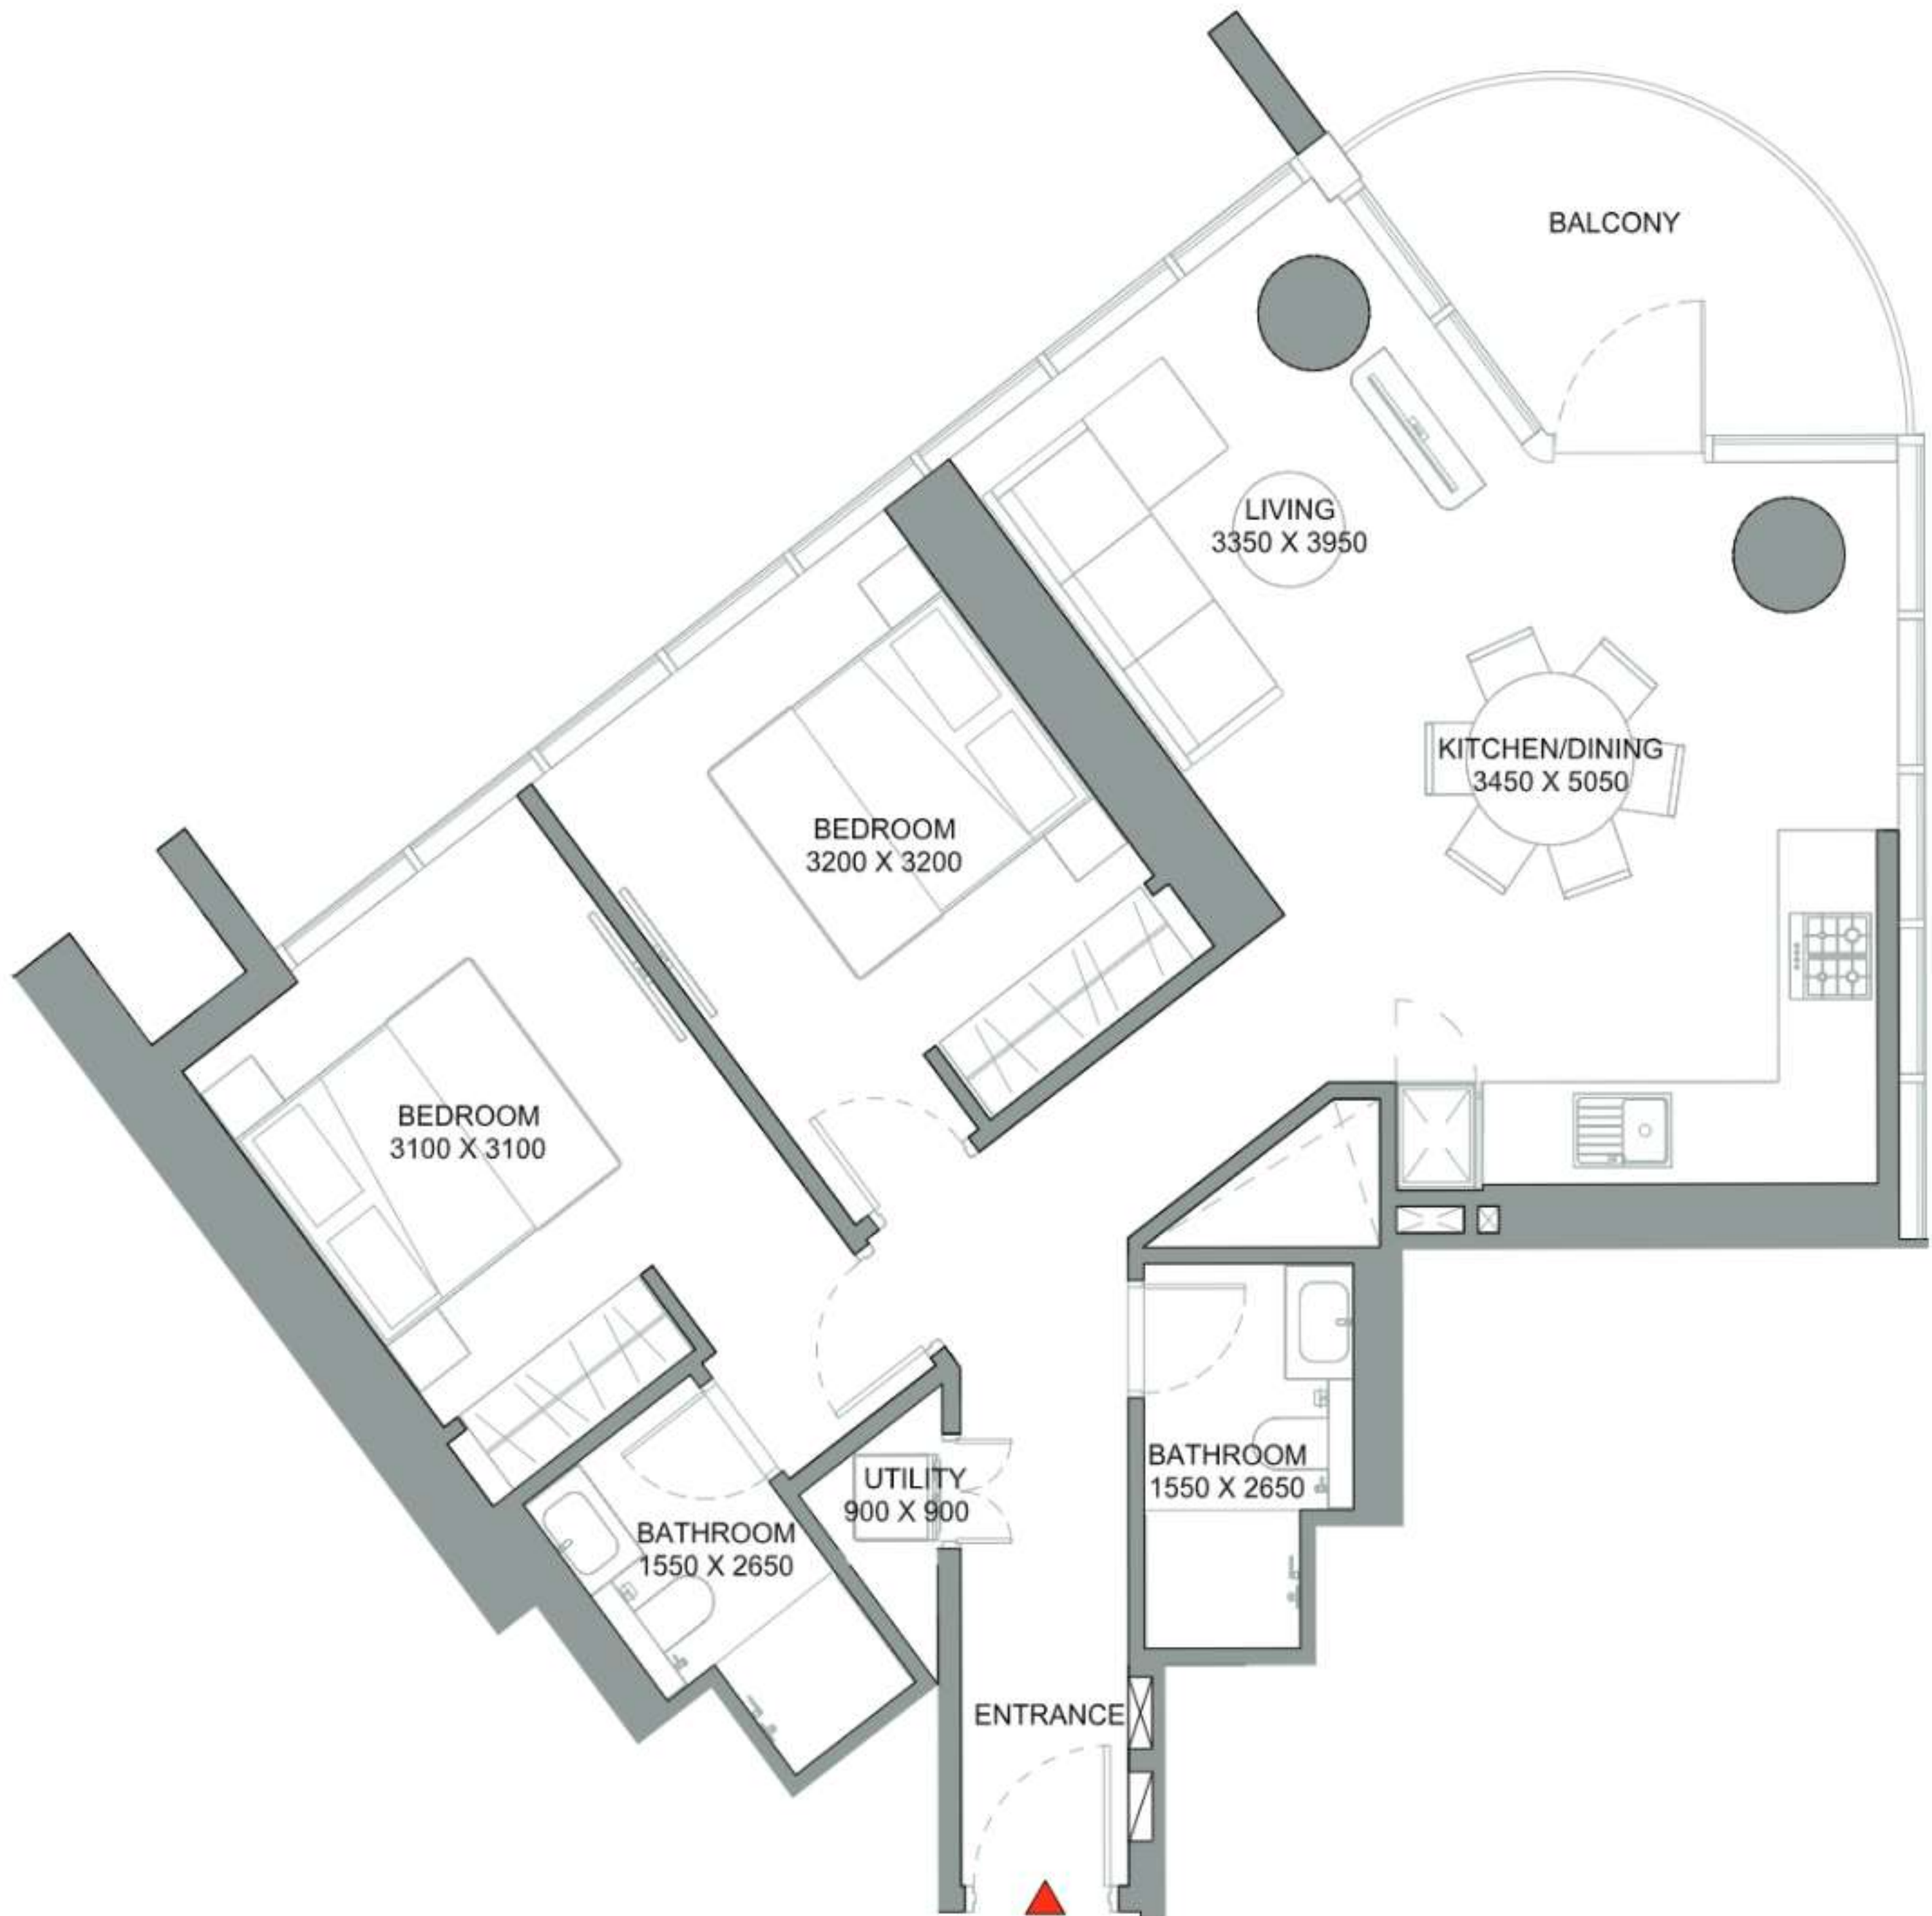 BALCONY
LIVING
3350 X 3950
KITCHEN/DINING
3450 X 5050
BEDROOM
3200 X 3200
BEDROOM
3100 X 3100
BATHROOM
1550 X 2650
UTILITY
900 X 900
BATHROOM
1550 X 2650
ENTRANCE